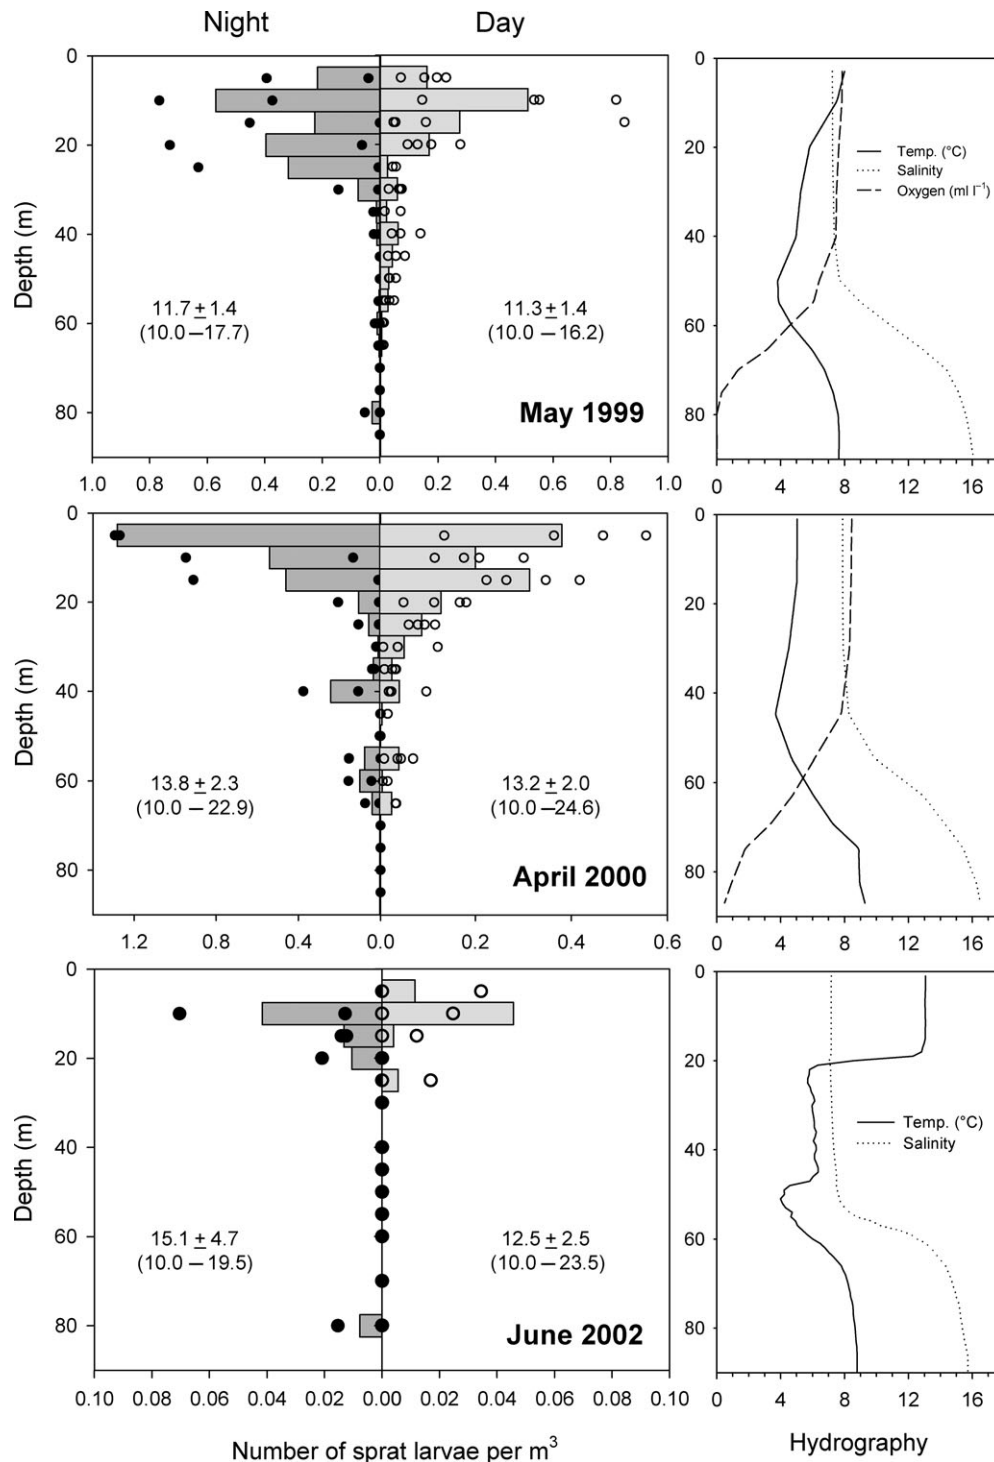 Night Day
0
20
40
60
80
Depth (m)
11.7 ± 1.4
(10.0 – 17.7)
11.3 ± 1.4
(10.0 – 16.2)
May 1999
1.0 0.8 0.6 0.4 0.2 0.0 0.2 0.4 0.6 0.8 1.0
0
20
40
60
80
Temp. (°C)
Salinity
Oxygen (ml l⁻¹)
0 4 8 12 16
0
20
40
60
80
Depth (m)
13.8 ± 2.3
(10.0 – 22.9)
13.2 ± 2.0
(10.0 – 24.6)
April 2000
1.2 0.8 0.4 0.0 0.2 0.4 0.6
0
20
40
60
80
0 4 8 12 16
0
20
40
60
80
Depth (m)
15.1 ± 4.7
(10.0 – 19.5)
12.5 ± 2.5
(10.0 – 23.5)
June 2002
0.10 0.08 0.06 0.04 0.02 0.00 0.02 0.04 0.06 0.08 0.10
Number of sprat larvae per m³
0
20
40
60
80
Temp. (°C)
Salinity
0 4 8 12 16
Hydrography